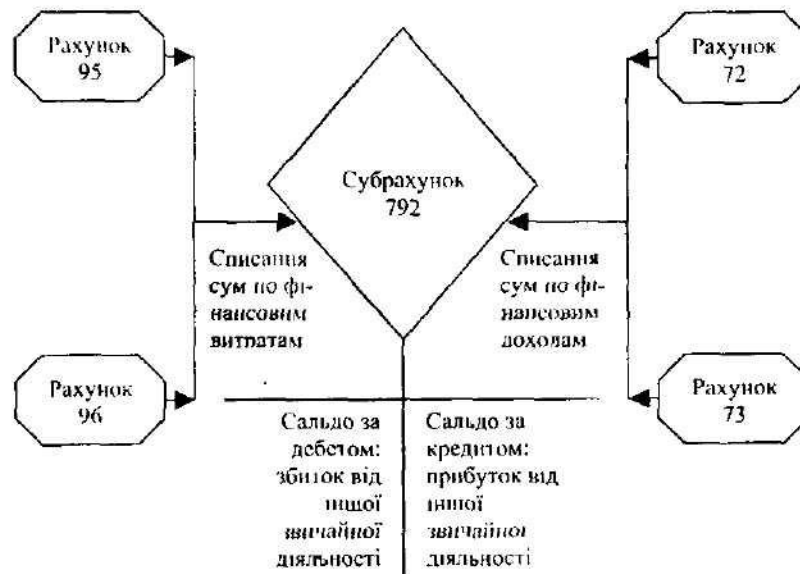 Рахунок
95
Рахунок
72
Субрахунок
792
Списання
сум по фі-
нансовим
витратам
Списання
сум по фі-
нансовим
доходам
Рахунок
96
Рахунок
73
Сальдо за
дебетом:
збиток від
іншої
звичайної
діяльності
Сальдо за
кредитом:
прибуток від
іншої
звичайної
діяльності